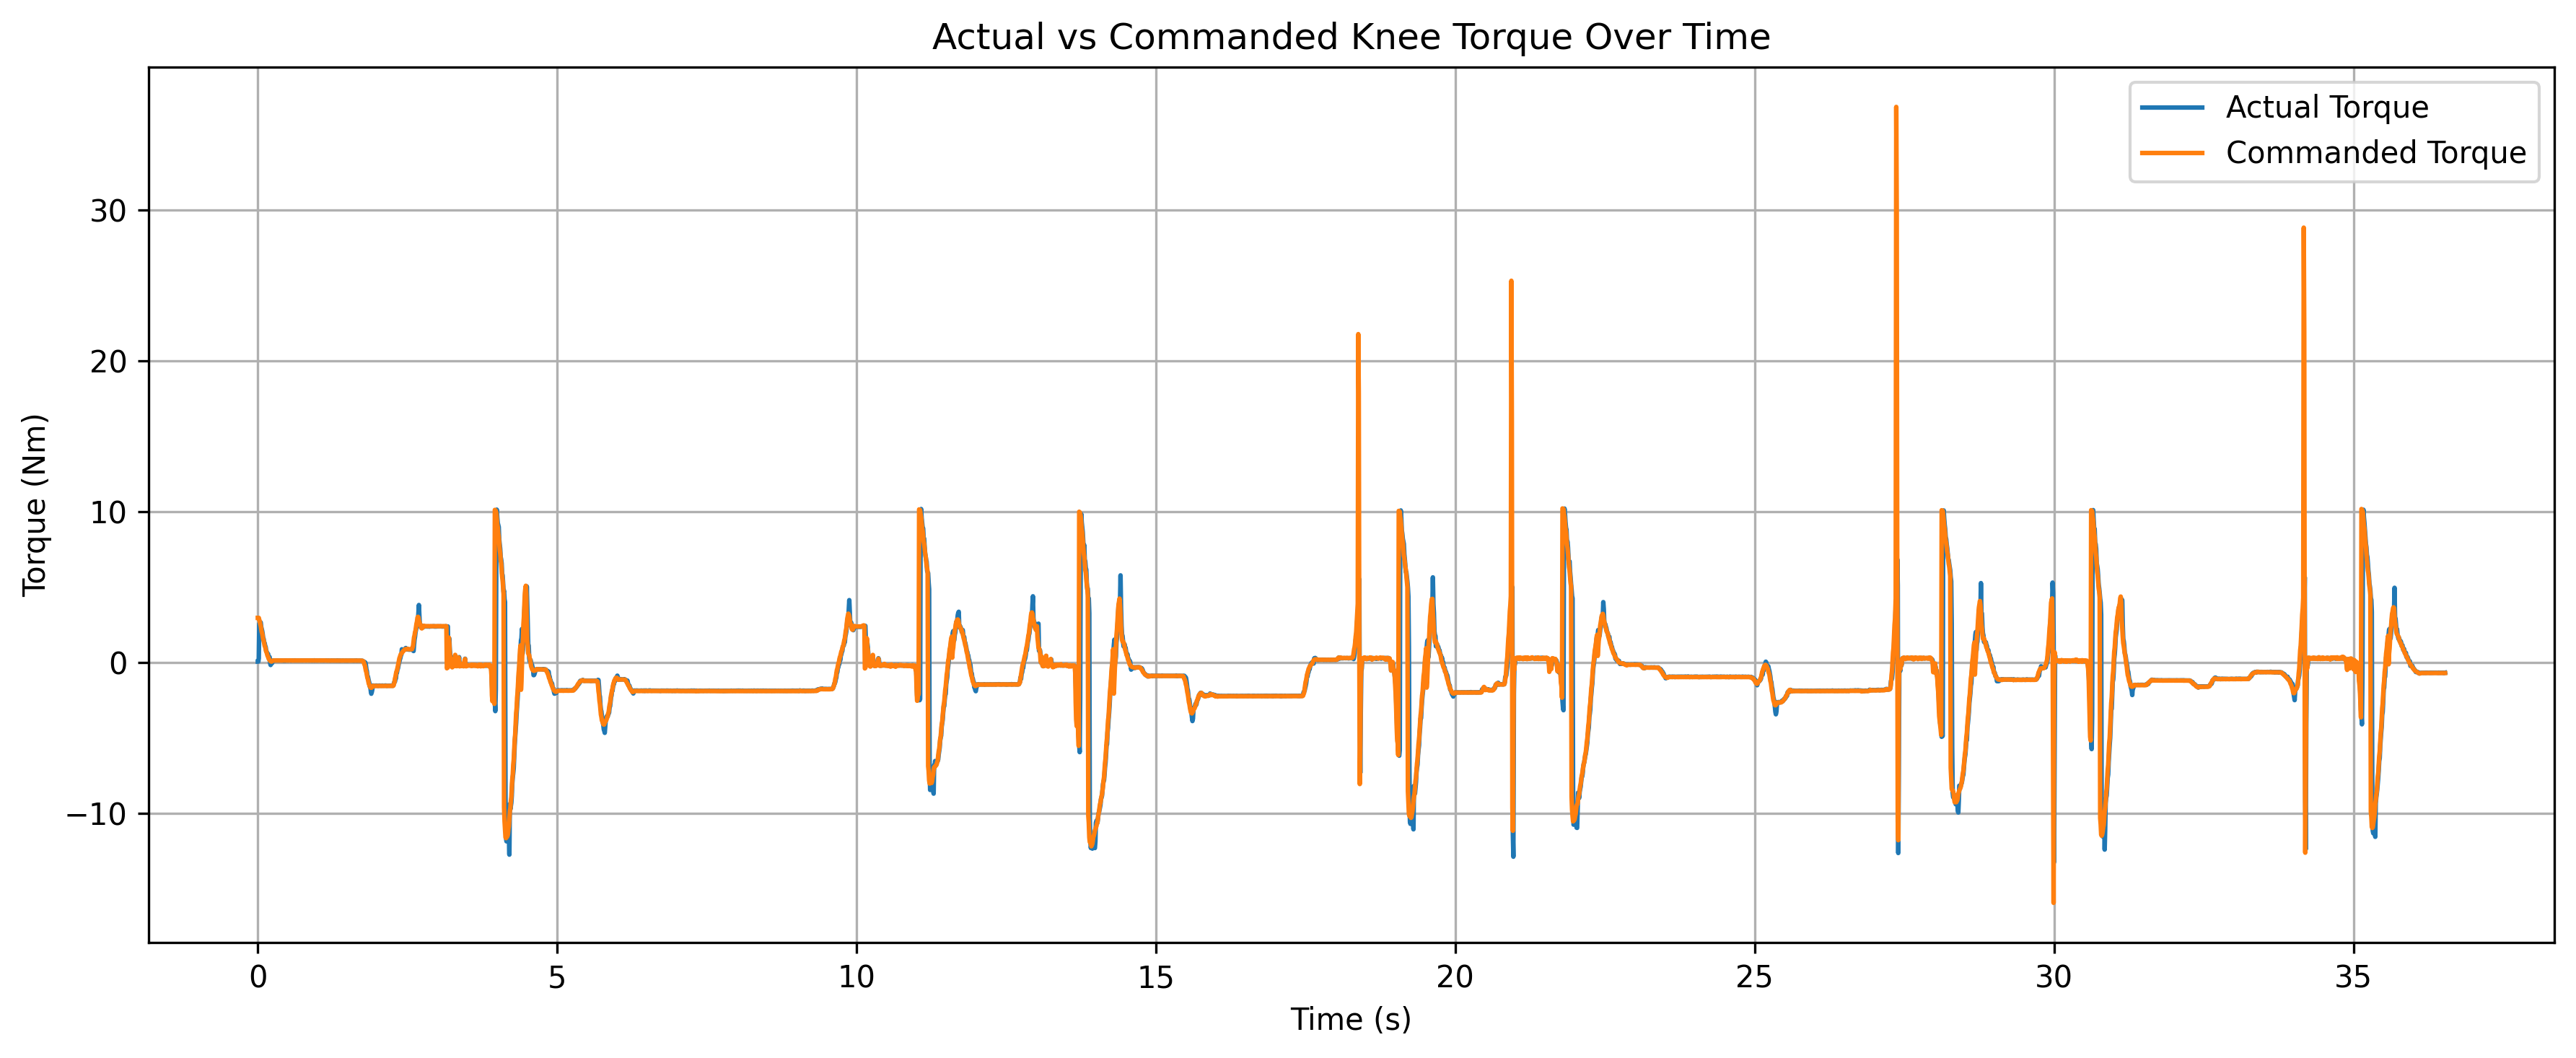 Actual vs Commanded Knee Torque Over Time
Actual Torque
Commanded Torque
Torque (Nm)
30
20
10
0
−10
0 5 10 15 20 25 30 35
Time (s)